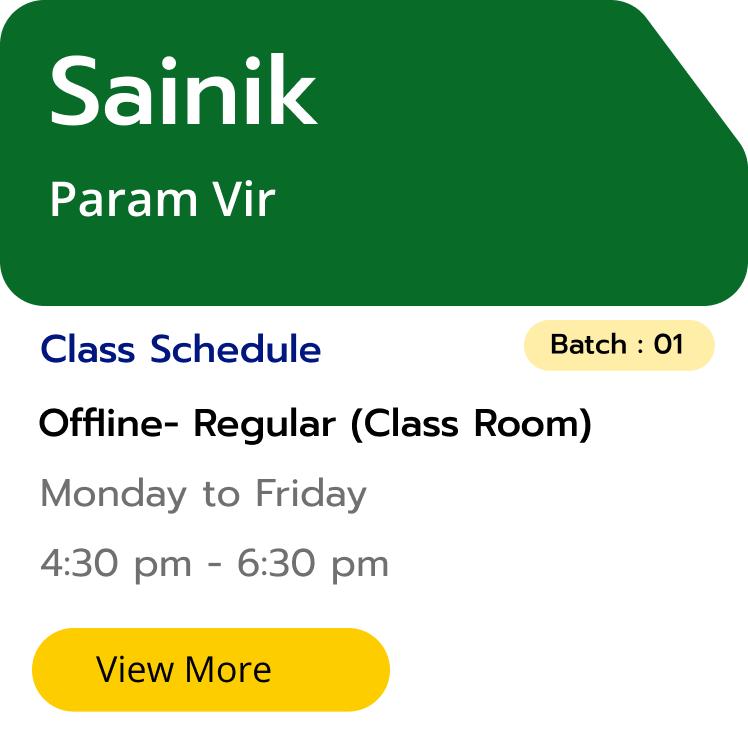 Sainik
Param Vir
Class Schedule
Batch : 01
Offline- Regular (Class Room)
Monday to Friday
4:30 pm - 6:30 pm
View More